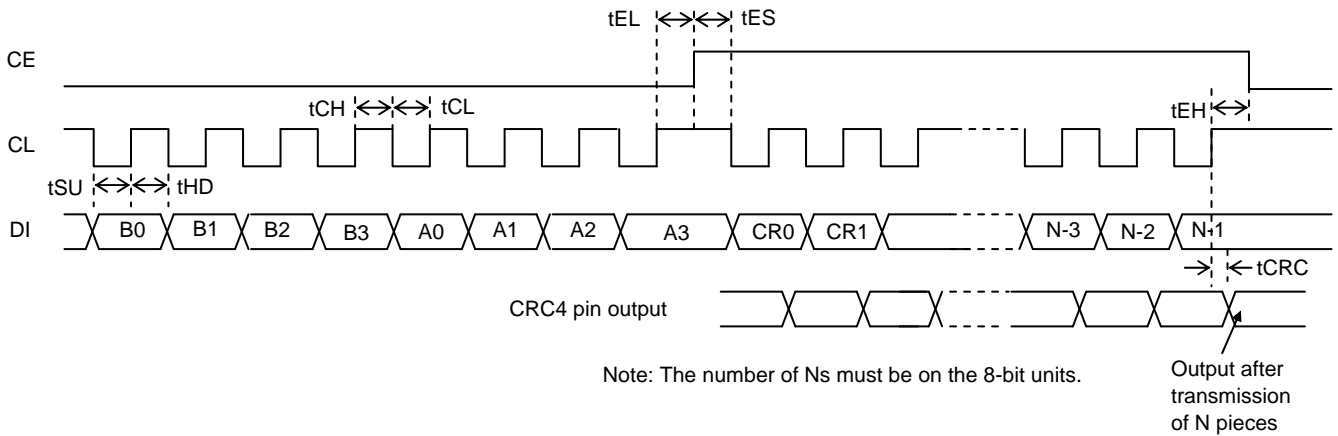 tEL tES
CE
tCH tCL tEH
CL
tSU tHD
DI B0 B1 B2 B3 A0 A1 A2 A3 CR0 CR1 N-3 N-2 N-1
tCRC
CRC4 pin output
Note: The number of Ns must be on the 8-bit units.
Output after
transmission
of N pieces